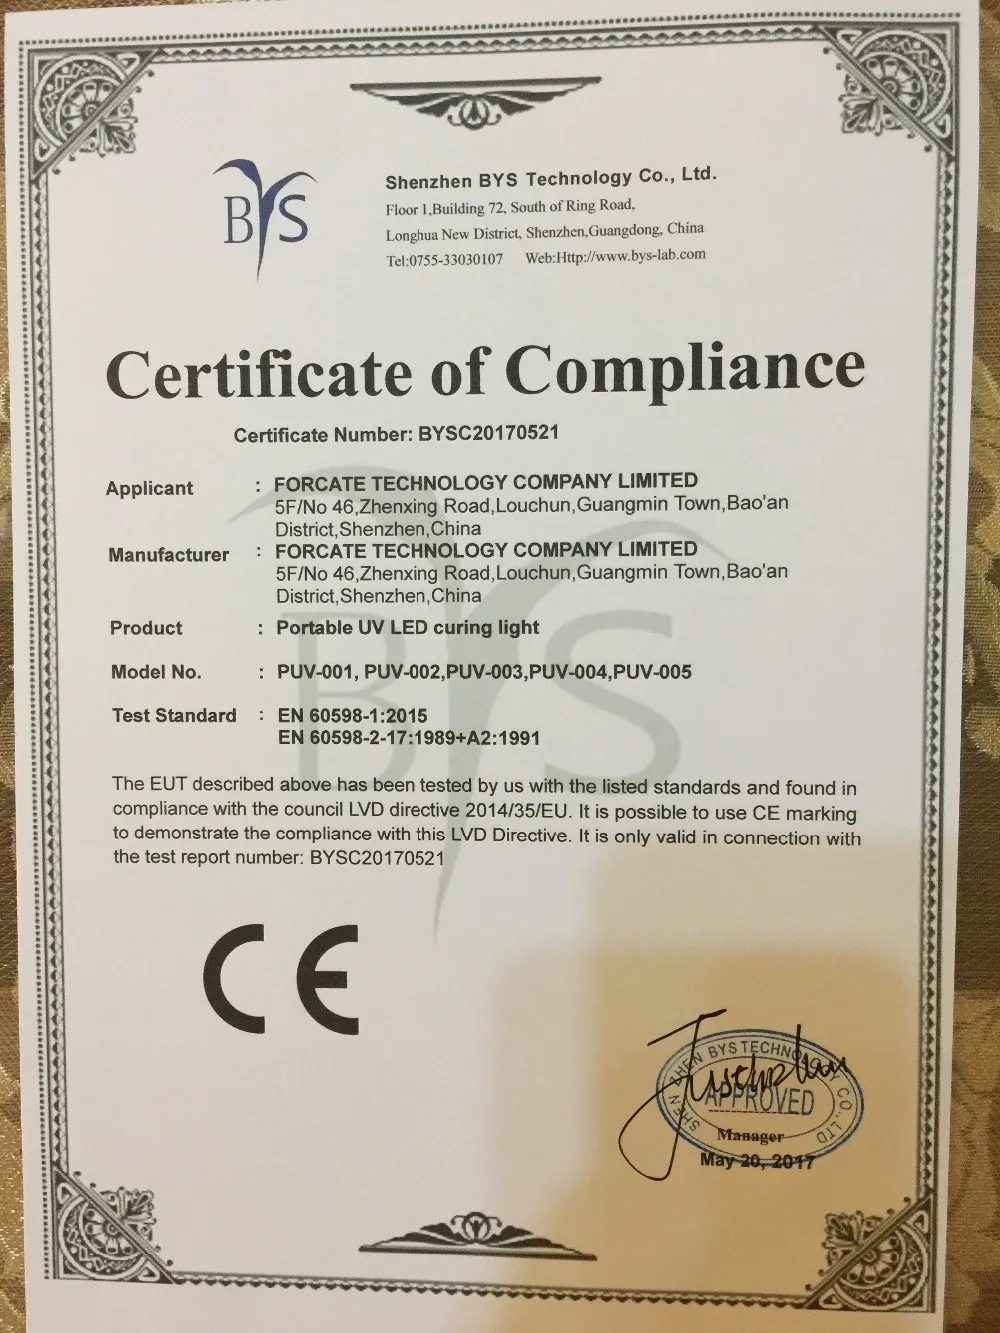 BYS
Shenzhen BYS Technology Co., Ltd.
Floor 1,Building 72, South of Ring Road,
Longhua New District, Shenzhen,Guangdong, China
Tel:0755-33030107 Web:Http://www.bys-lab.com
Certificate of Compliance
Certificate Number: BYSC20170521
Applicant : FORCATE TECHNOLOGY COMPANY LIMITED
5F/No 46,Zhenxing Road,Louchun,Guangmin Town,Bao'an
District,Shenzhen,China
Manufacturer : FORCATE TECHNOLOGY COMPANY LIMITED
5F/No 46,Zhenxing Road,Louchun,Guangmin Town,Bao'an
District,Shenzhen,China
Product : Portable UV LED curing light
Model No. : PUV-001, PUV-002,PUV-003,PUV-004,PUV-005
Test Standard : EN 60598-1:2015
EN 60598-2-17:1989+A2:1991
BYS
The EUT described above has been tested by us with the listed standards and found in
compliance with the council LVD directive 2014/35/EU. It is possible to use CE marking
to demonstrate the compliance with this LVD Directive. It is only valid in connection with
the test report number: BYSC20170521
CE
SHEN ZHEN BYS TECHNOLOGY CO., LTD
APPROVED
Manager
May 20, 2017